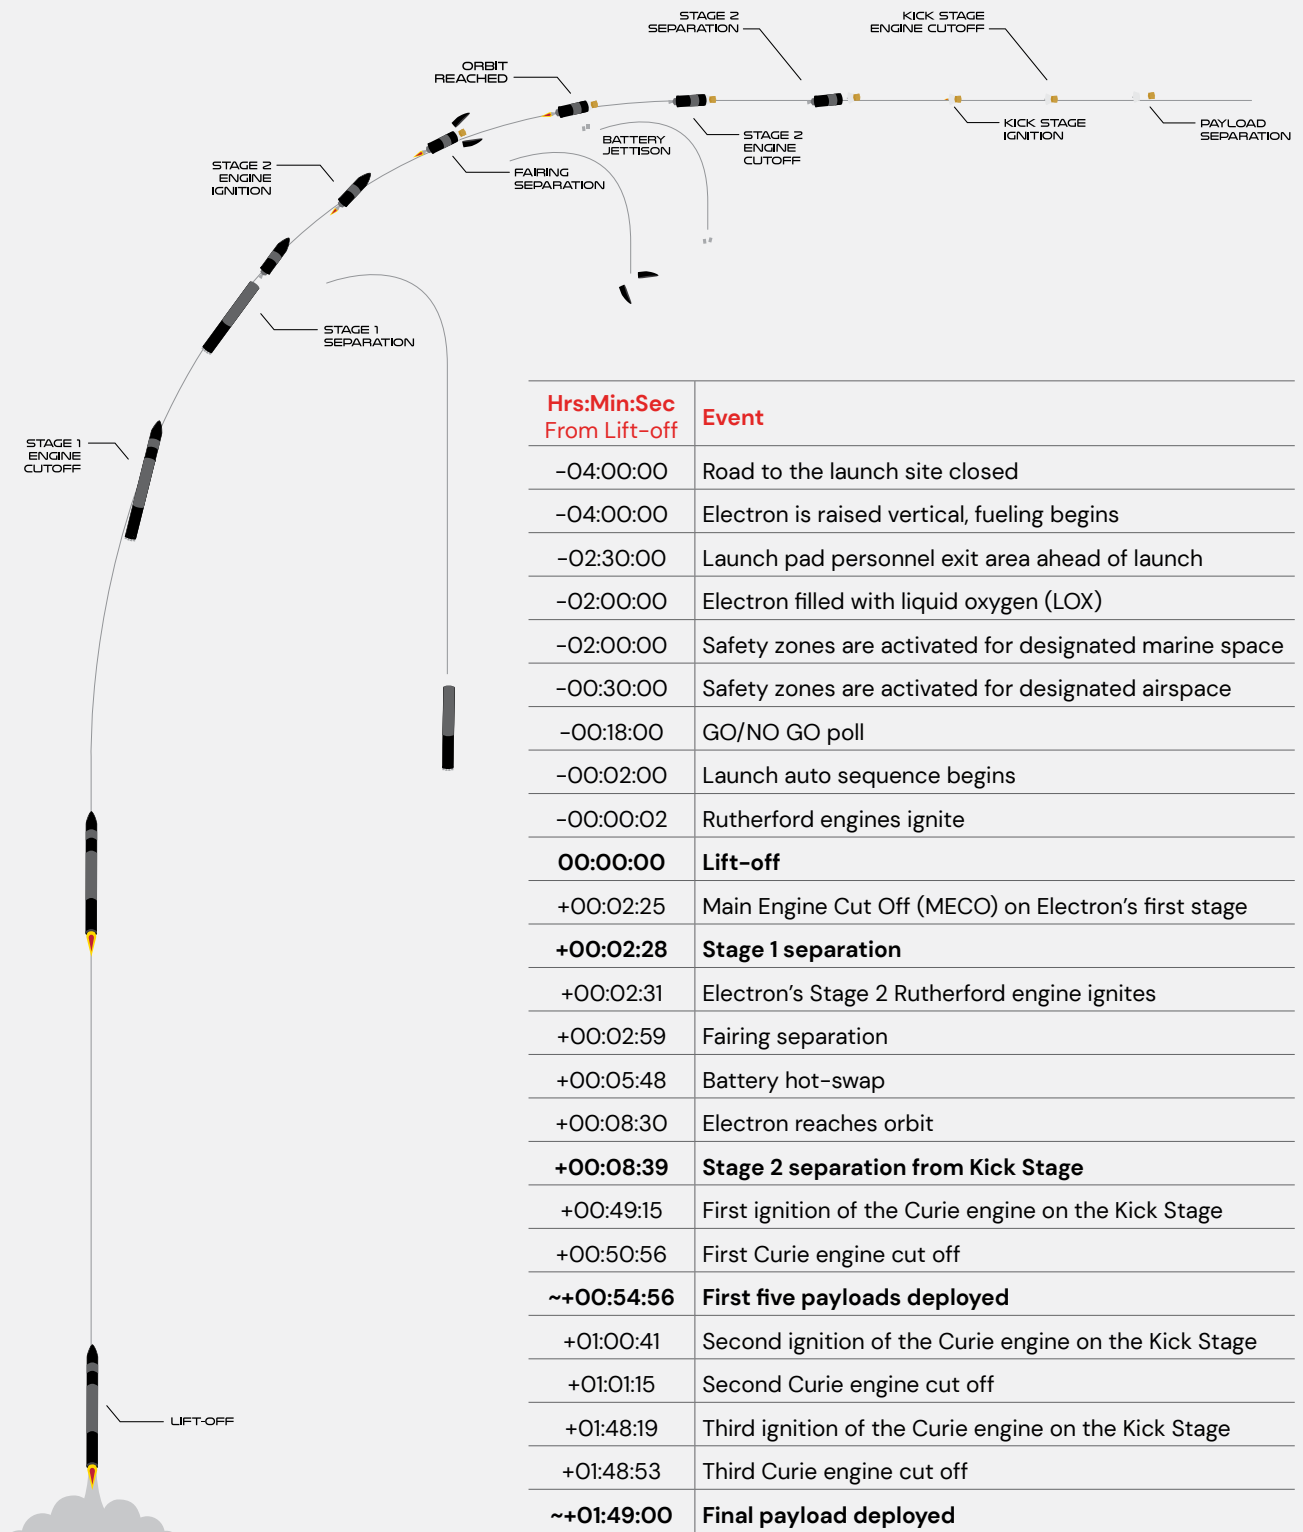 STAGE 2
SEPARATION
KICK STAGE
ENGINE CUTOFF
ORBIT
REACHED
KICK STAGE
IGNITION
PAYLOAD
SEPARATION
BATTERY
JETTISON
STAGE 2
ENGINE
CUTOFF
STAGE 2
ENGINE
IGNITION
FAIRING
SEPARATION
STAGE 1
SEPARATION
STAGE 1
ENGINE
CUTOFF
LIFT-OFF
Hrs:Min:Sec
From Lift-off
Event
-04:00:00 Road to the launch site closed
-04:00:00 Electron is raised vertical, fueling begins
-02:30:00 Launch pad personnel exit area ahead of launch
-02:00:00 Electron filled with liquid oxygen (LOX)
-02:00:00 Safety zones are activated for designated marine space
-00:30:00 Safety zones are activated for designated airspace
-00:18:00 GO/NO GO poll
-00:02:00 Launch auto sequence begins
-00:00:02 Rutherford engines ignite
00:00:00 Lift-off
+00:02:25 Main Engine Cut Off (MECO) on Electron’s first stage
+00:02:28 Stage 1 separation
+00:02:31 Electron’s Stage 2 Rutherford engine ignites
+00:02:59 Fairing separation
+00:05:48 Battery hot-swap
+00:08:30 Electron reaches orbit
+00:08:39 Stage 2 separation from Kick Stage
+00:49:15 First ignition of the Curie engine on the Kick Stage
+00:50:56 First Curie engine cut off
~+00:54:56 First five payloads deployed
+01:00:41 Second ignition of the Curie engine on the Kick Stage
+01:01:15 Second Curie engine cut off
+01:48:19 Third ignition of the Curie engine on the Kick Stage
+01:48:53 Third Curie engine cut off
~+01:49:00 Final payload deployed